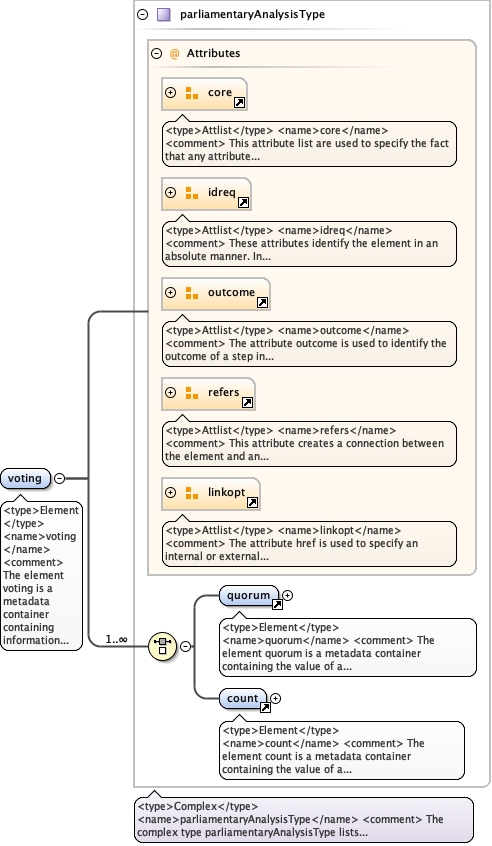 parliamentaryAnalysisType
@ Attributes
core
<type>Attlist</type> <name>core</name>
<comment> This attribute list are used to specify the fact
that any attribute...
idreq
<type>Attlist</type> <name>idreq</name>
<comment> These attributes identify the element in an
absolute manner. In...
outcome
<type>Attlist</type> <name>outcome</name>
<comment> The attribute outcome is used to identify the
outcome of a step in...
refers
<type>Attlist</type> <name>refers</name>
<comment> This attribute creates a connection between
the element and an...
linkopt
<type>Attlist</type> <name>linkopt</name>
<comment> The attribute href is used to specify an
internal or external...
voting
<type>Element
</type>
<name>voting
</name>
<comment>
The element
voting is a
metadata
container
containing
information...
1..∞
quorum
<type>Element</type>
<name>quorum</name> <comment> The
element quorum is a metadata container
containing the value of a...
count
<type>Element</type>
<name>count</name> <comment> The
element count is a metadata container
containing the value of a...
<type>Complex</type>
<name>parliamentaryAnalysisType</name> <comment> The
complex type parliamentaryAnalysisType lists...